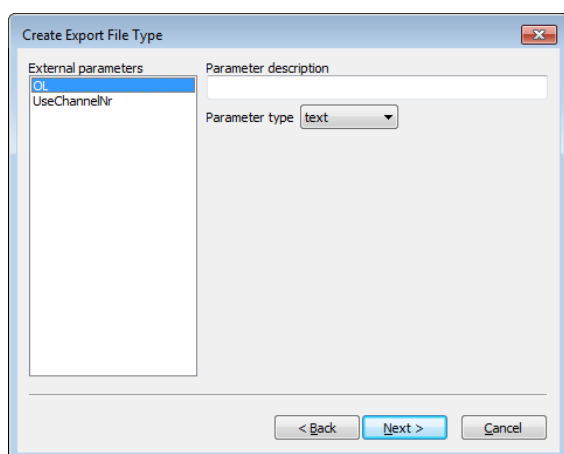 Create Export File Type
External parameters
OL
UseChannelNr
Parameter description
Parameter type text
< Back
Next >
Cancel